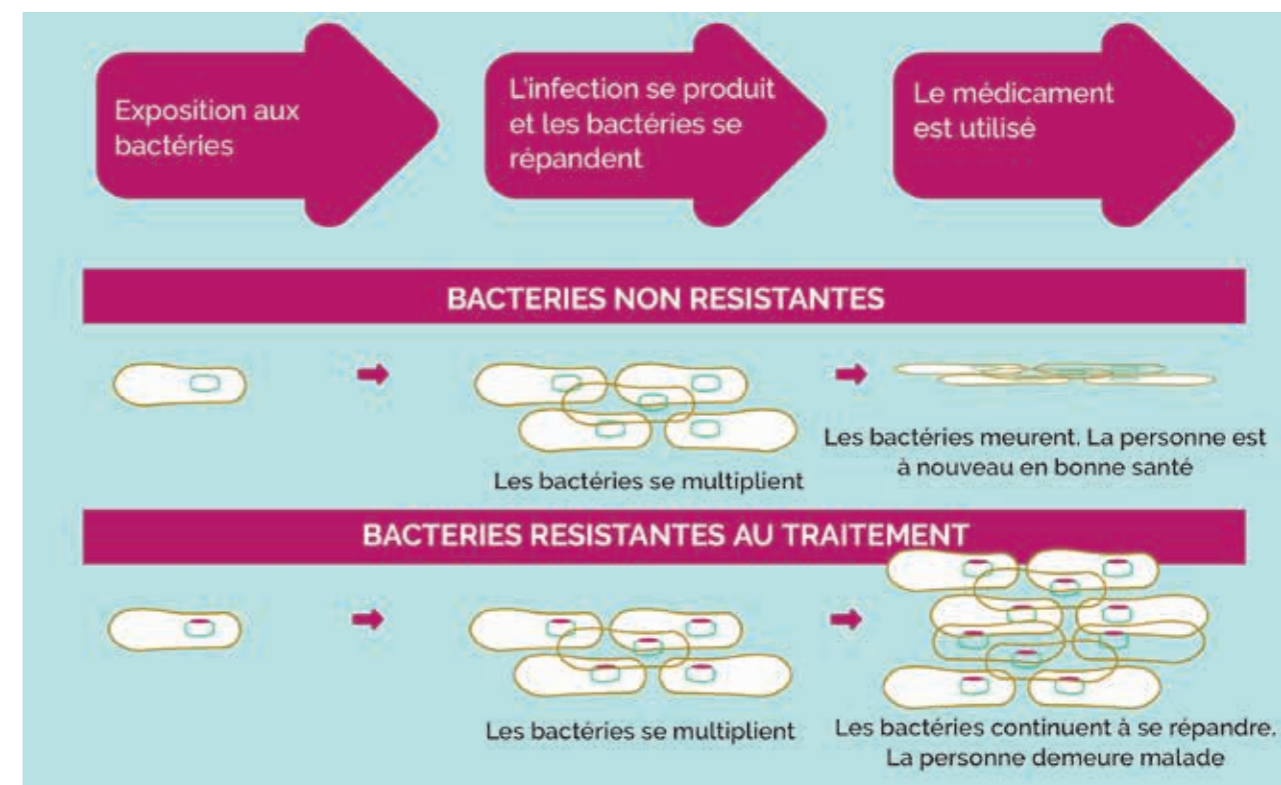 Exposition aux
bactéries
L'infection se produit
et les bactéries se
répandent
Le médicament
est utilisé
BACTERIES NON RESISTANTES
Les bactéries se multiplient
Les bactéries meurent. La personne est
à nouveau en bonne santé
BACTERIES RESISTANTES AU TRAITEMENT
Les bactéries se multiplient
Les bactéries continuent à se répandre.
La personne demeure malade